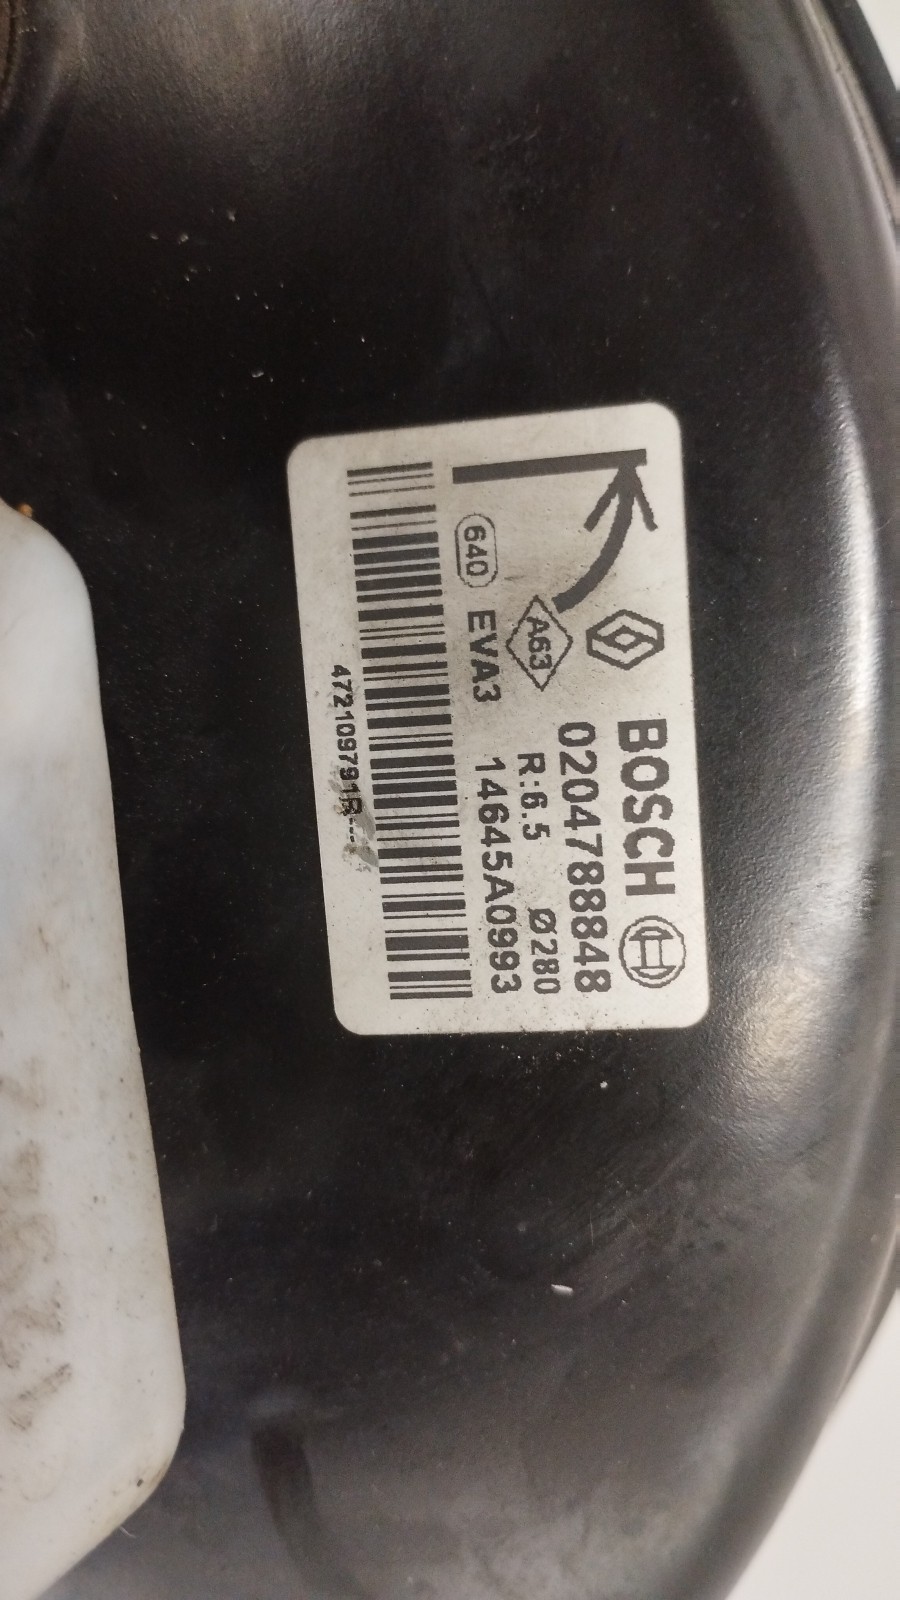 BOSCH
0204788848
A63
R:6.5 Ø280
640 EVA3 14645A0993
472109791R---